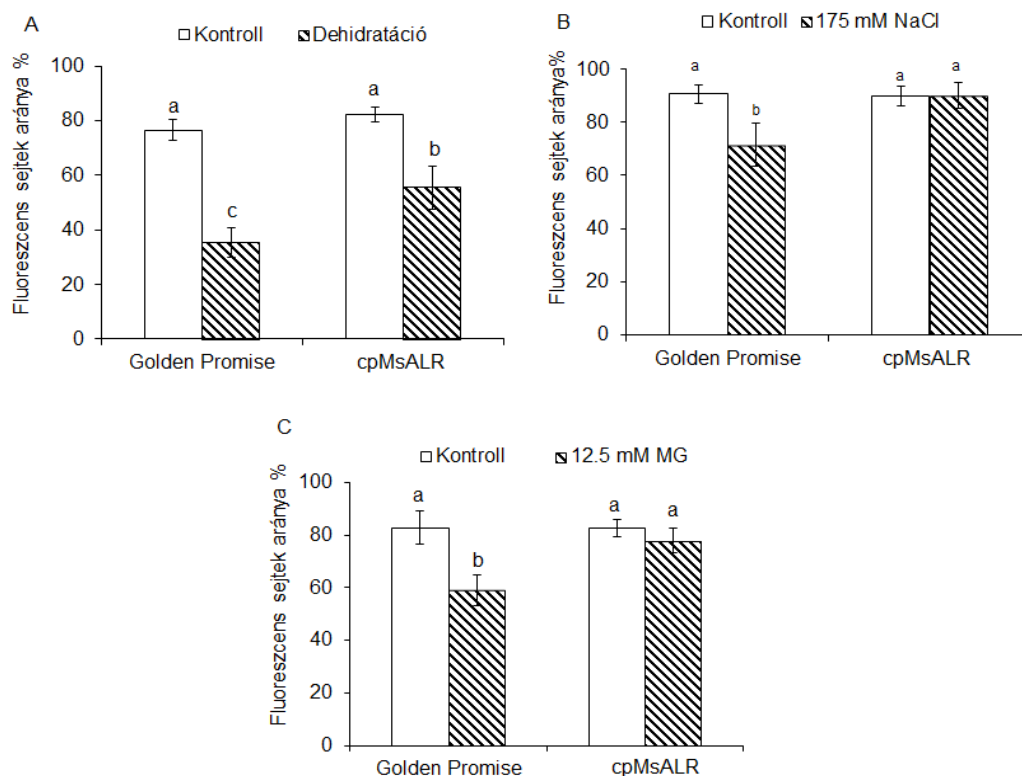 A
Kontroll Dehidratáció
Fluoreszcens sejtek aránya %
100
80
60
40
20
0
a
c
a
b
Golden Promise cpMsALR
B
Kontroll 175 mM NaCl
Fluoreszcens sejtek aránya%
100
80
60
40
20
0
a
b
a
a
Golden Promise cpMsALR
C
Kontroll 12.5 mM MG
Fluoreszcens sejtek aránya %
100
80
60
40
20
0
a
b
a
a
Golden Promise cpMsALR